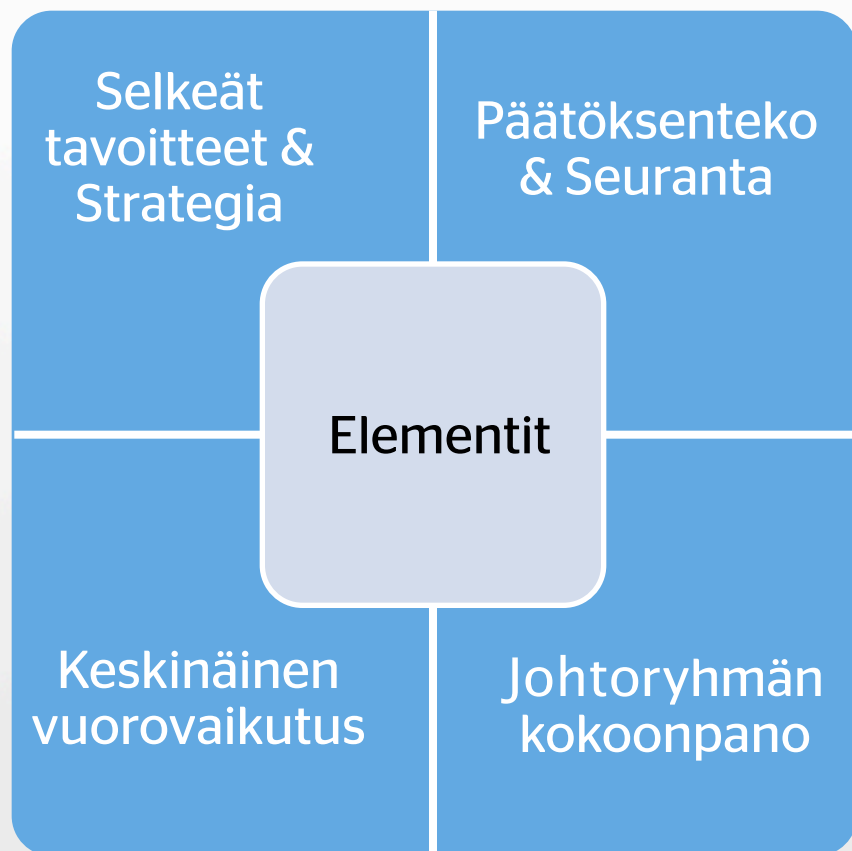 Selkeät
tavoitteet &
Strategia
Päätöksenteko
& Seuranta
Elementit
Keskinäinen
vuorovaikutus
Johtoryhmän
kokoonpano